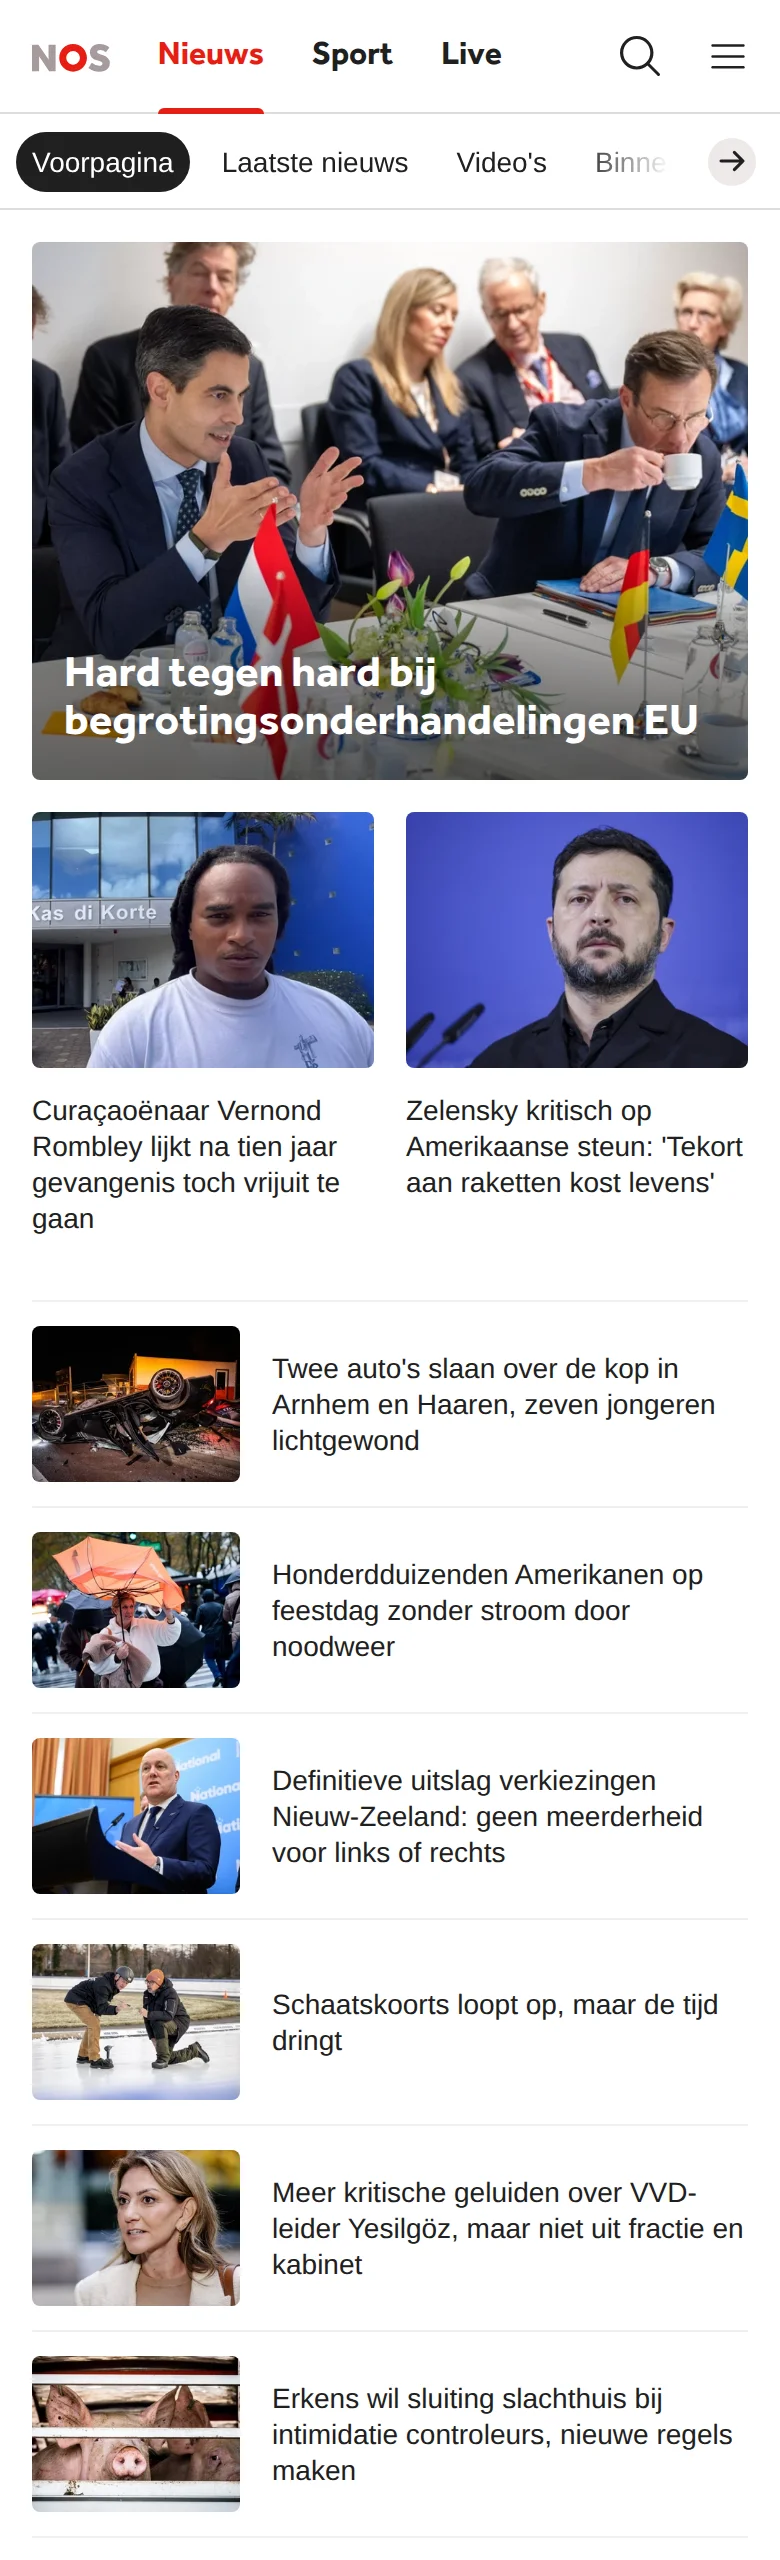 NOS
Nieuws
Sport
Live
Voorpagina
Laatste nieuws
Video's
Binne
Hard tegen hard bij
begrotingsonderhandelingen EU
Kas di Korte
Curaçaoënaar Vernond
Rombley lijkt na tien jaar
gevangenis toch vrijuit te
gaan
Zelensky kritisch op
Amerikaanse steun: 'Tekort
aan raketten kost levens'
Twee auto's slaan over de kop in
Arnhem en Haaren, zeven jongeren
lichtgewond
Honderdduizenden Amerikanen op
feestdag zonder stroom door
noodweer
National
Nationa
Definitieve uitslag verkiezingen
Nieuw-Zeeland: geen meerderheid
voor links of rechts
Schaatskoorts loopt op, maar de tijd
dringt
Meer kritische geluiden over VVD-
leider Yesilgöz, maar niet uit fractie en
kabinet
Erkens wil sluiting slachthuis bij
intimidatie controleurs, nieuwe regels
maken